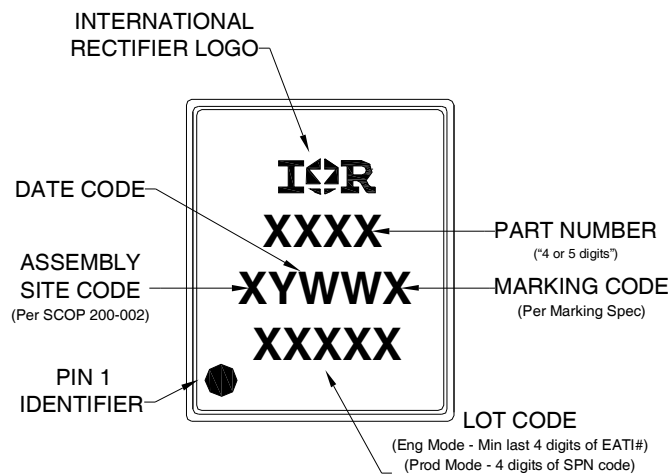 INTERNATIONAL
RECTIFIER LOGO
IOR
DATE CODE
XXXX
PART NUMBER
("4 or 5 digits")
ASSEMBLY
SITE CODE
(Per SCOP 200-002)
XYWWX
MARKING CODE
(Per Marking Spec)
XXXXX
PIN 1
IDENTIFIER
LOT CODE
(Eng Mode - Min last 4 digits of EATI#)
(Prod Mode - 4 digits of SPN code)